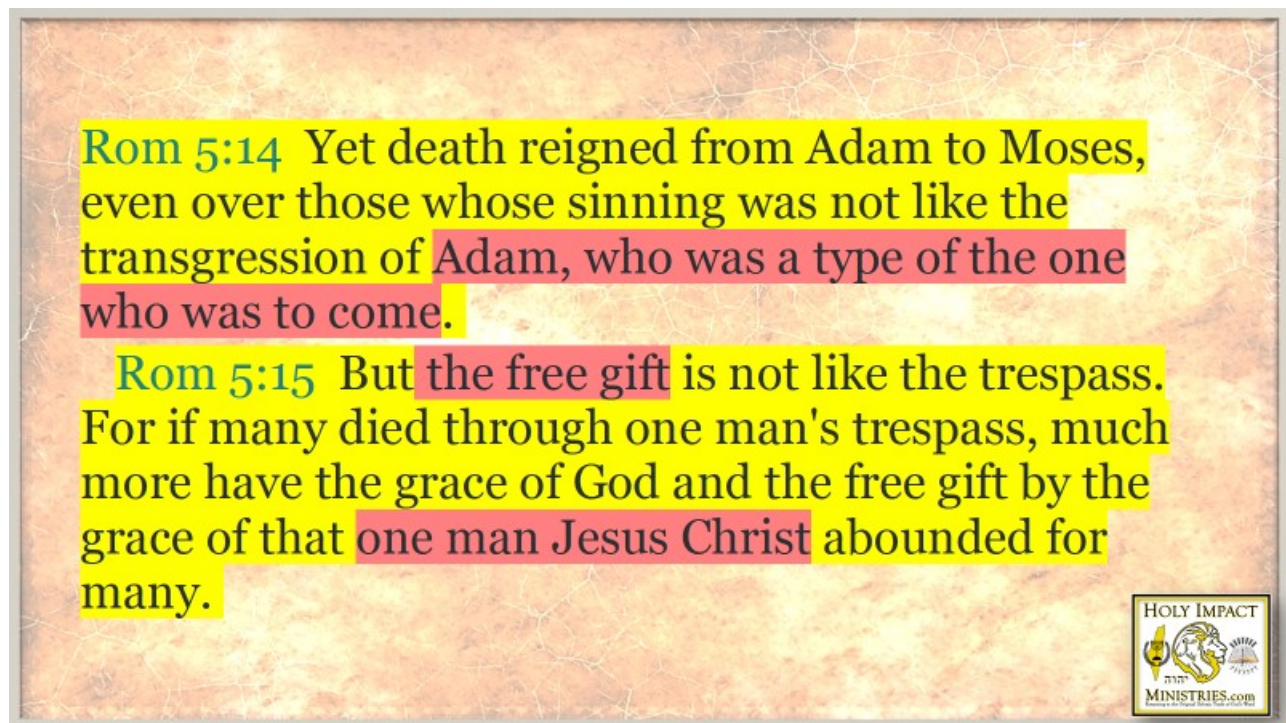 Rom 5:14 Yet death reigned from Adam to Moses,
even over those whose sinning was not like the
transgression of Adam, who was a type of the one
who was to come.
Rom 5:15 But the free gift is not like the trespass.
For if many died through one man's trespass, much
more have the grace of God and the free gift by the
grace of that one man Jesus Christ abounded for
many.
HOLY IMPACT
יהוה
MINISTRIES.com